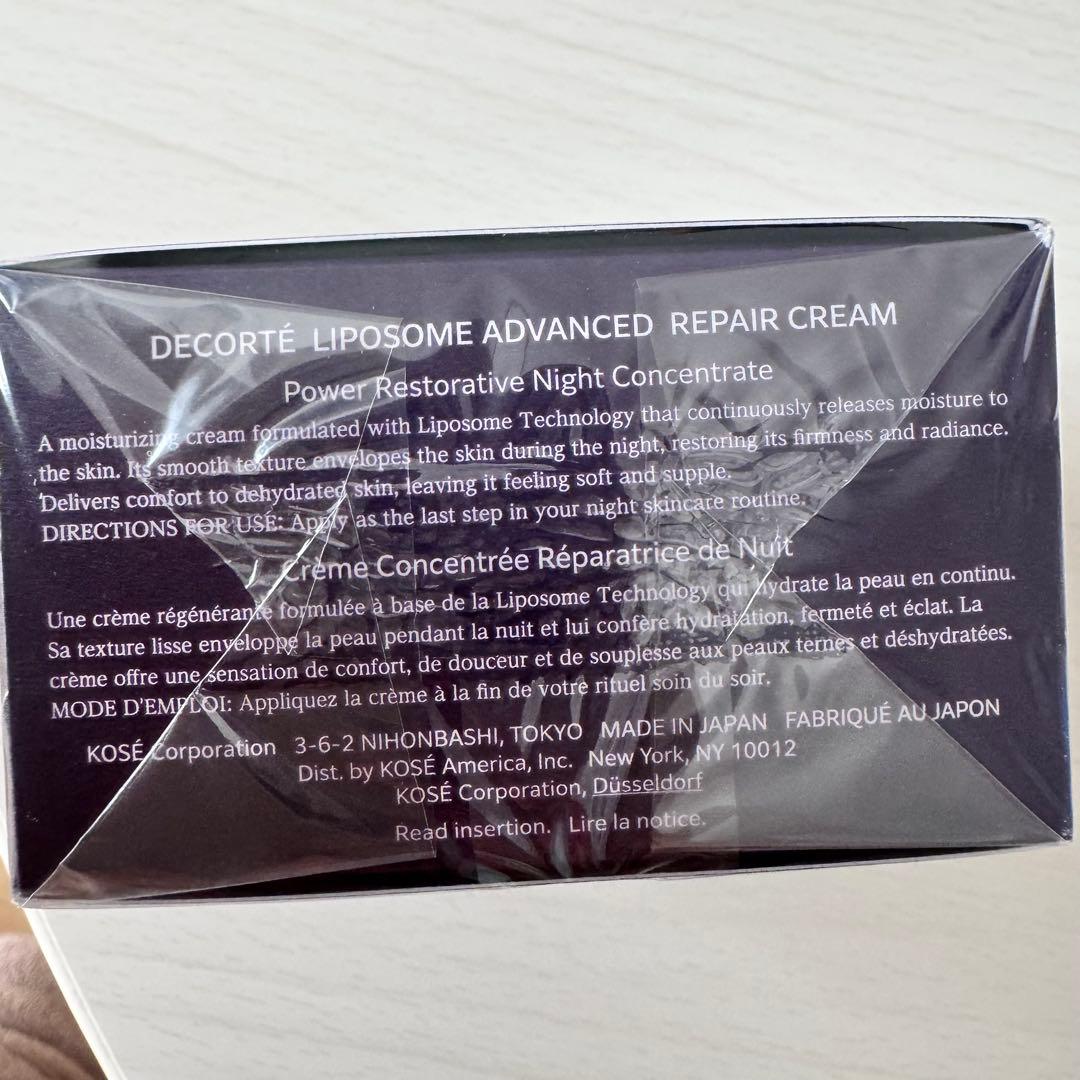 DECORTÉ LIPOSOME ADVANCED REPAIR CREAM
Power Restorative Night Concentrate
A moisturizing cream formulated with Liposome Technology that continuously releases moisture to
the skin. Its smooth texture envelopes the skin during the night, restoring its firmness and radiance.
Delivers comfort to dehydrated skin, leaving it feeling soft and supple.
DIRECTIONS FOR USE: Apply as the last step in your night skincare routine.
Crème Concentrée Réparatrice de Nuit
Une crème régénérante formulée à base de la Liposome Technology qui hydrate la peau en continu.
Sa texture lisse enveloppe la peau pendant la nuit et lui confère hydratation, fermeté et éclat. La
crème offre une sensation de confort, de douceur et de souplesse aux peaux ternes et déshydratées.
MODE D'EMPLOI: Appliquez la crème à la fin de votre rituel soin du soir.
KOSÉ Corporation 3-6-2 NIHONBASHI, TOKYO MADE IN JAPAN FABRIQUÉ AU JAPON
Dist. by KOSÉ America, Inc. New York, NY 10012
KOSÉ Corporation, Düsseldorf
Read insertion. Lire la notice.